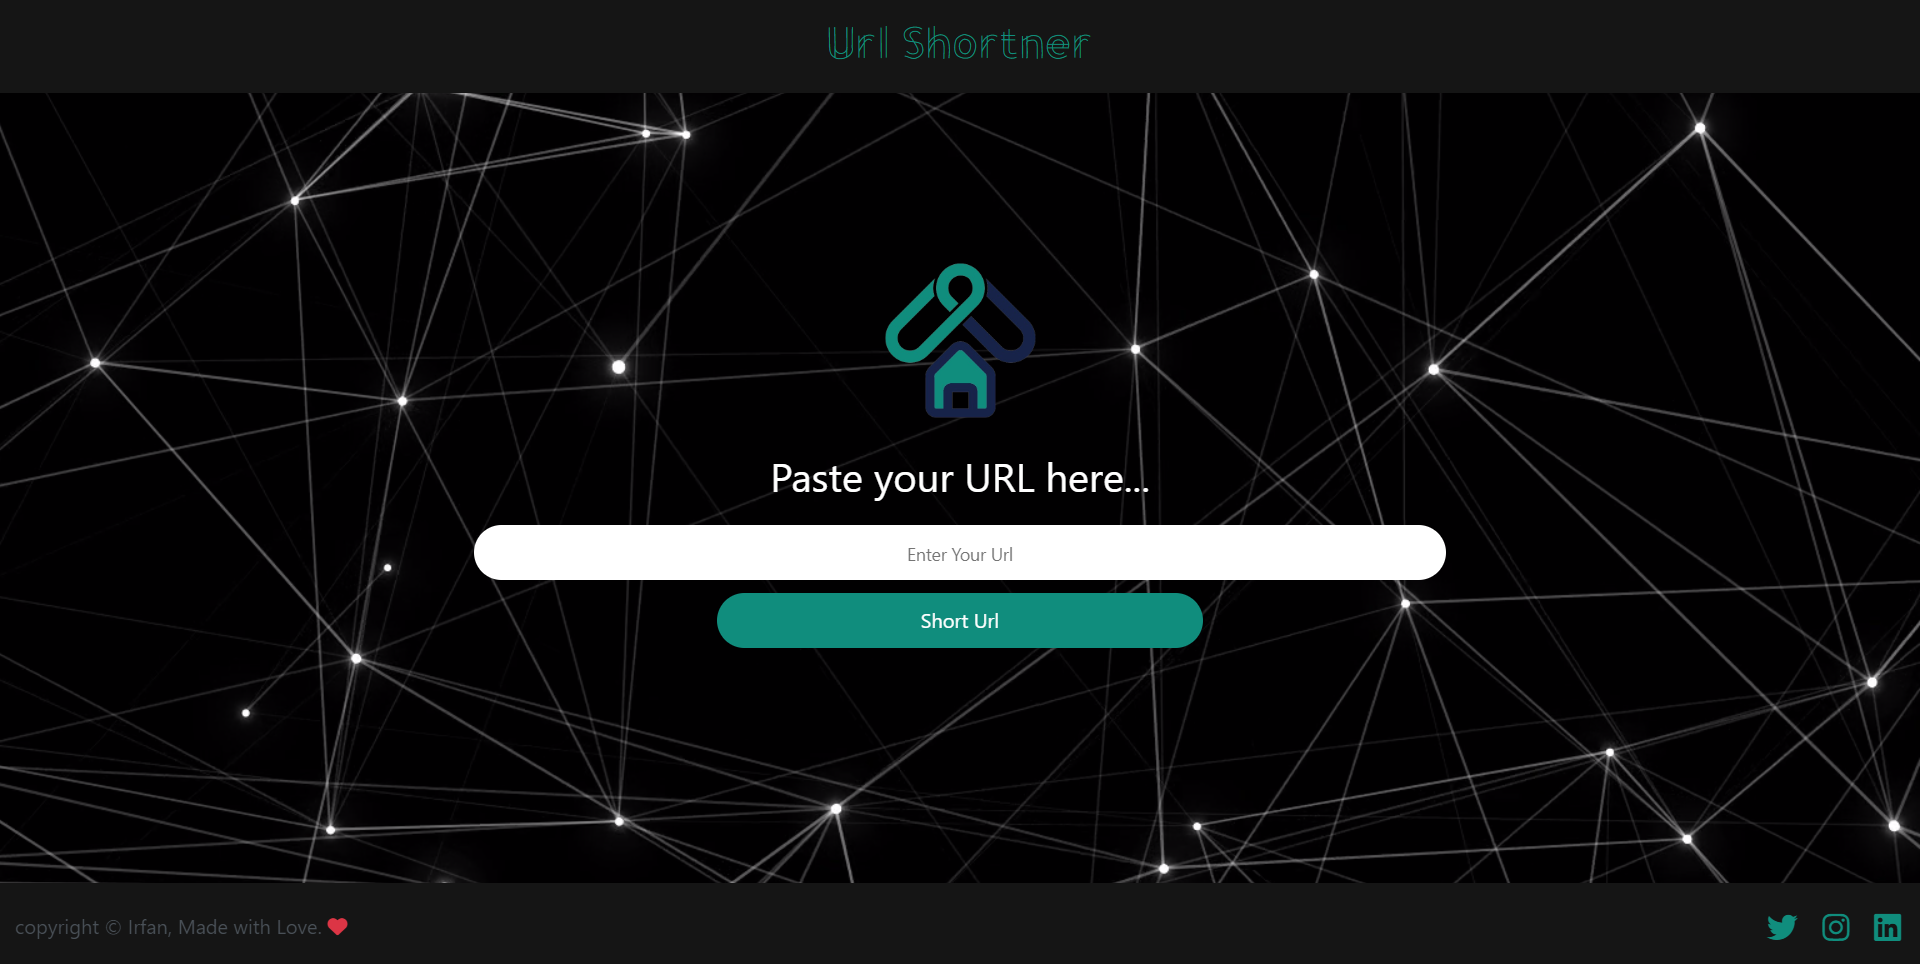 Url Shortner
Paste your URL here...
Enter Your Url
Short Url
copyright © Irfan, Made with Love. ❤